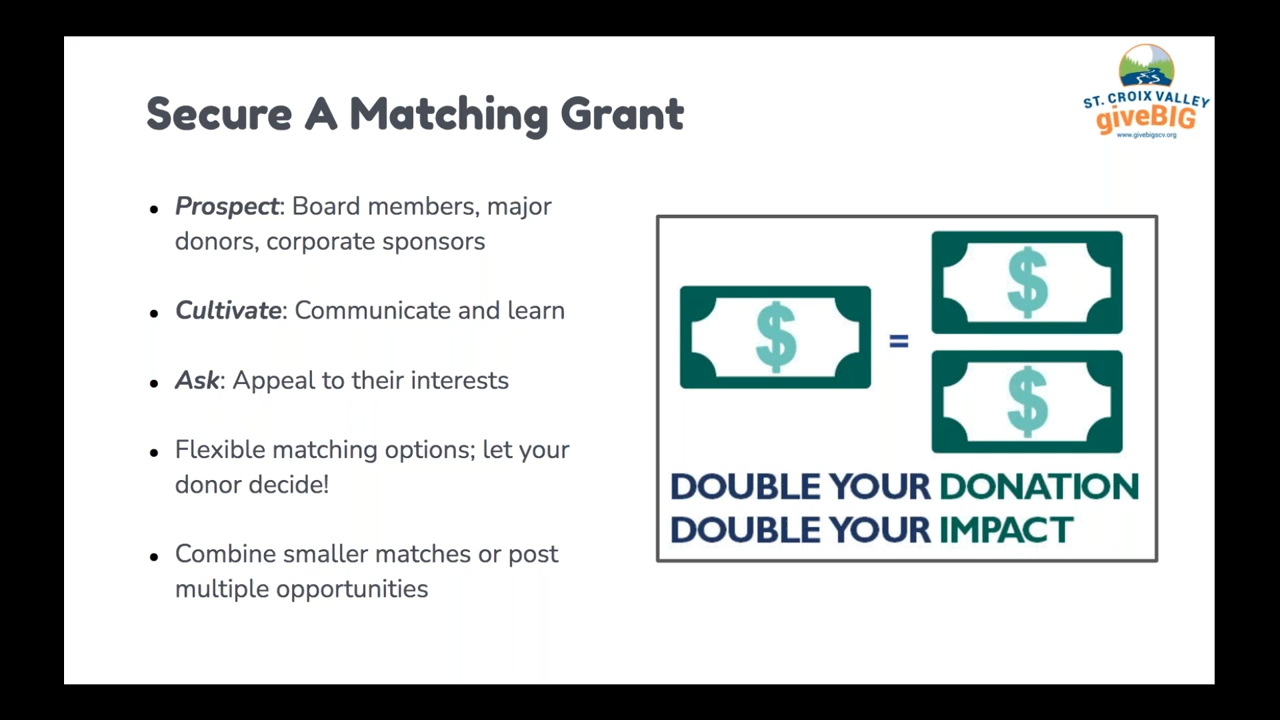 Secure A Matching Grant
ST. CROIX VALLEY
giveBIG
www.givebigscv.org
• Prospect: Board members, major
donors, corporate sponsors
• Cultivate: Communicate and learn
• Ask: Appeal to their interests
• Flexible matching options; let your
donor decide!
• Combine smaller matches or post
multiple opportunities
$ = $
$
DOUBLE YOUR DONATION
DOUBLE YOUR IMPACT